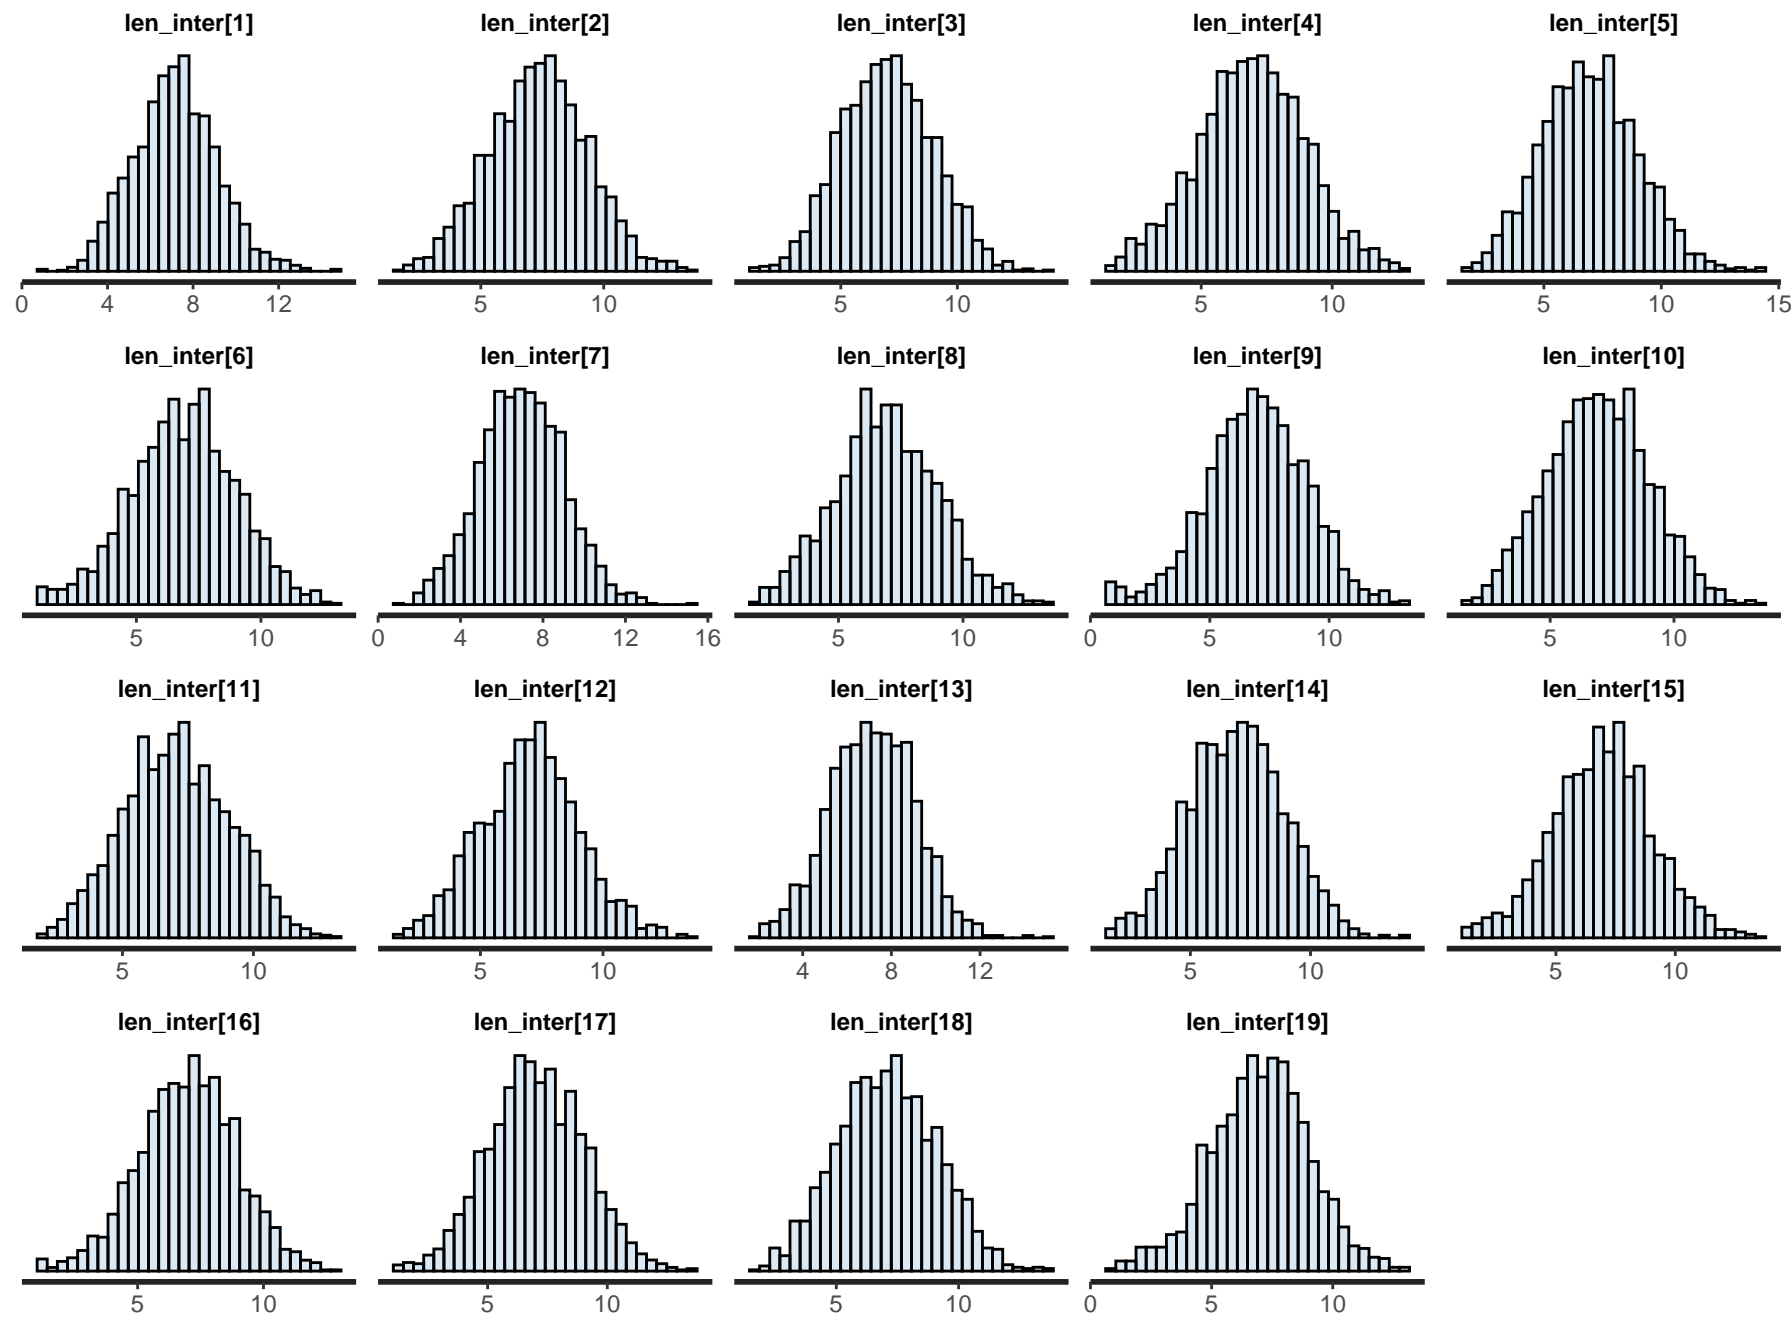 len_inter[1] len_inter[2] len_inter[3] len_inter[4] len_inter[5]
0 4 8 12 5 10 5 10 5 10 5 10 15
len_inter[6] len_inter[7] len_inter[8] len_inter[9] len_inter[10]
5 10 0 4 8 12 16 5 10 0 5 10 5 10
len_inter[11] len_inter[12] len_inter[13] len_inter[14] len_inter[15]
5 10 5 10 4 8 12 5 10 5 10
len_inter[16] len_inter[17] len_inter[18] len_inter[19]
5 10 5 10 5 10 0 5 10